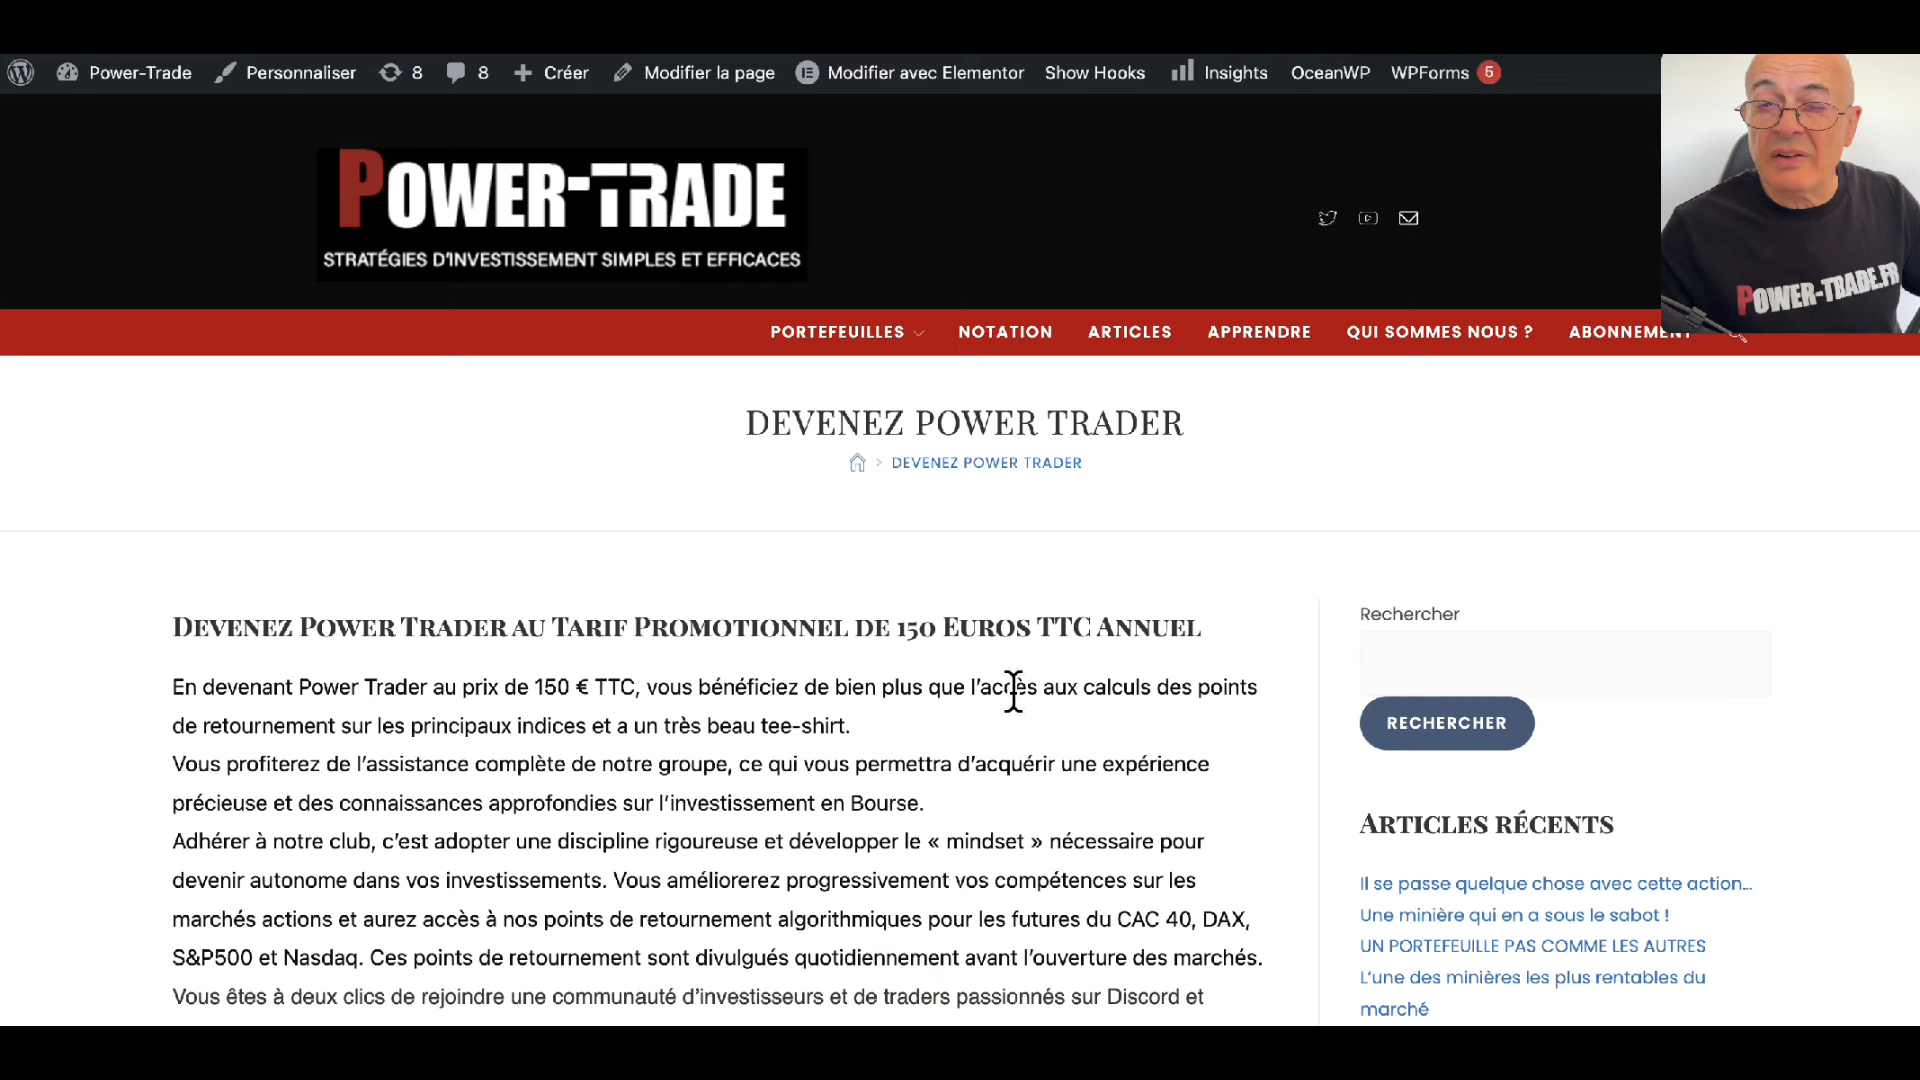 Power-Trade Personnaliser 8 8 Créer Modifier la page Modifier avec Elementor Show Hooks Insights OceanWP WPForms 5
POWER-TRADE
STRATÉGIES D'INVESTISSEMENT SIMPLES ET EFFICACES
POWER-TRADE.FR
PORTEFEUILLES NOTATION ARTICLES APPRENDRE QUI SOMMES NOUS ? ABONNEMENT
DEVENEZ POWER TRADER
> DEVENEZ POWER TRADER
Devenez Power Trader au Tarif Promotionnel de 150 Euros TTC Annuel
En devenant Power Trader au prix de 150 € TTC, vous bénéficiez de bien plus que l’accès aux calculs des points
de retournement sur les principaux indices et a un très beau tee-shirt.
Vous profiterez de l’assistance complète de notre groupe, ce qui vous permettra d’acquérir une expérience
précieuse et des connaissances approfondies sur l’investissement en Bourse.
Adhérer à notre club, c’est adopter une discipline rigoureuse et développer le « mindset » nécessaire pour
devenir autonome dans vos investissements. Vous améliorerez progressivement vos compétences sur les
marchés actions et aurez accès à nos points de retournement algorithmiques pour les futures du CAC 40, DAX,
S&P500 et Nasdaq. Ces points de retournement sont divulgués quotidiennement avant l’ouverture des marchés.
Vous êtes à deux clics de rejoindre une communauté d’investisseurs et de traders passionnés sur Discord et
Rechercher
RECHERCHER
Articles récents
Il se passe quelque chose avec cette action…
Une minière qui en a sous le sabot !
UN PORTEFEUILLE PAS COMME LES AUTRES
L’une des minières les plus rentables du
marché